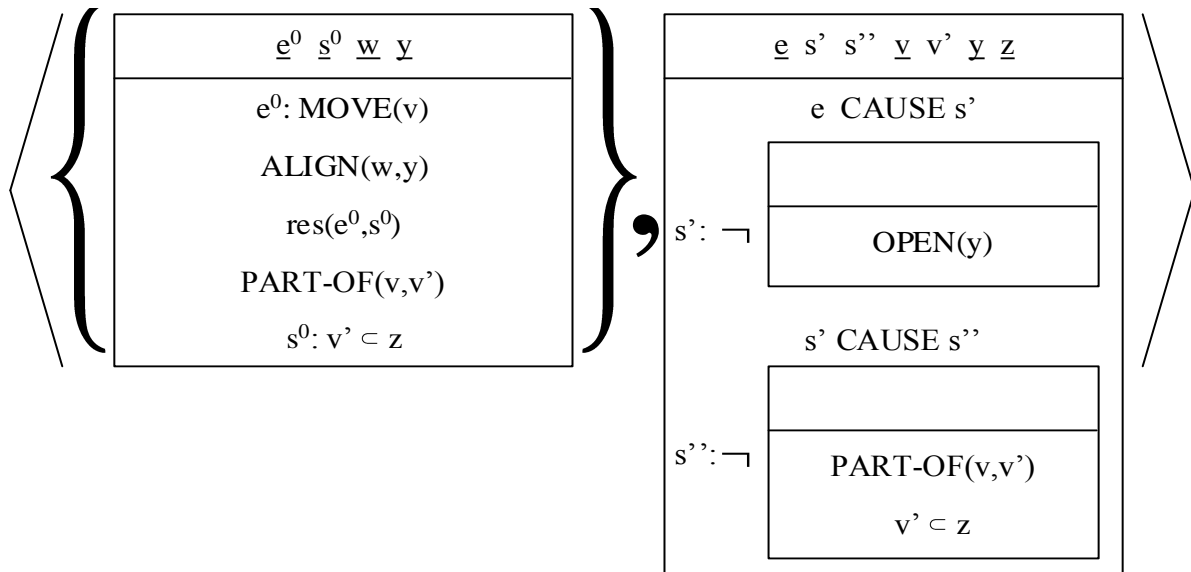 e⁰ s⁰ w y
e⁰: MOVE(v)
ALIGN(w,y)
res(e⁰,s⁰)
PART-OF(v,v’)
s⁰: v’ ⊂ z
,
e s’ s’’ v v’ y z
e CAUSE s’
s’: ¬ OPEN(y)
s’ CAUSE s’’
s’’: ¬ PART-OF(v,v’)
v’ ⊂ z